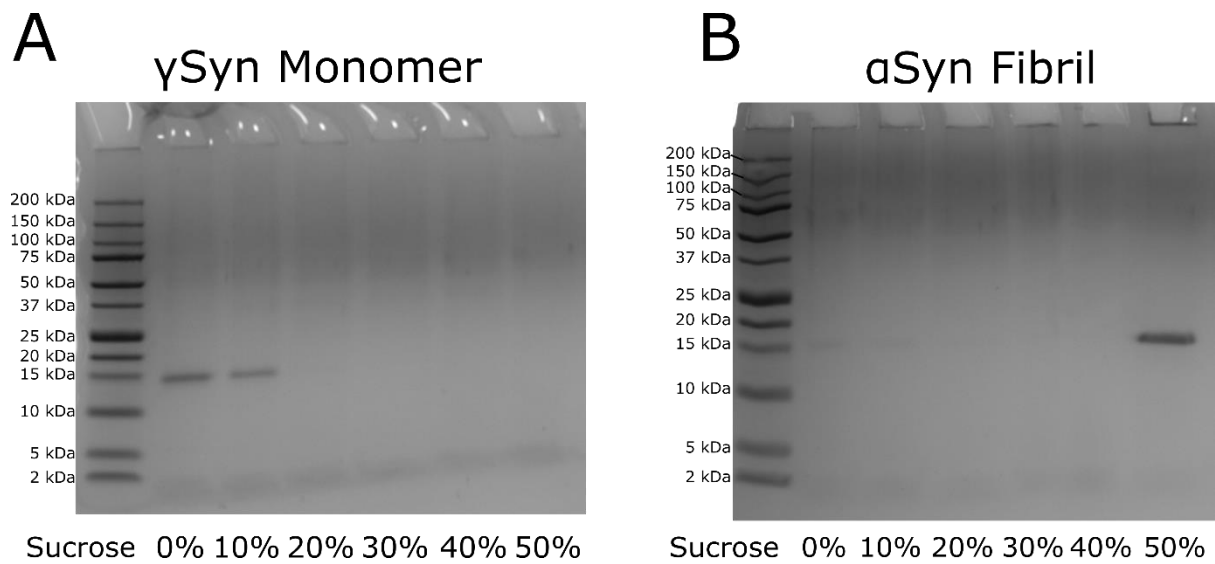 A
γSyn Monomer
200 kDa
150 kDa
100 kDa
75 kDa
50 kDa
37 kDa
25 kDa
20 kDa
15 kDa
10 kDa
5 kDa
2 kDa
Sucrose 0% 10% 20% 30% 40% 50%
B
αSyn Fibril
200 kDa
150 kDa
100 kDa
75 kDa
50 kDa
37 kDa
25 kDa
20 kDa
15 kDa
10 kDa
5 kDa
2 kDa
Sucrose 0% 10% 20% 30% 40% 50%